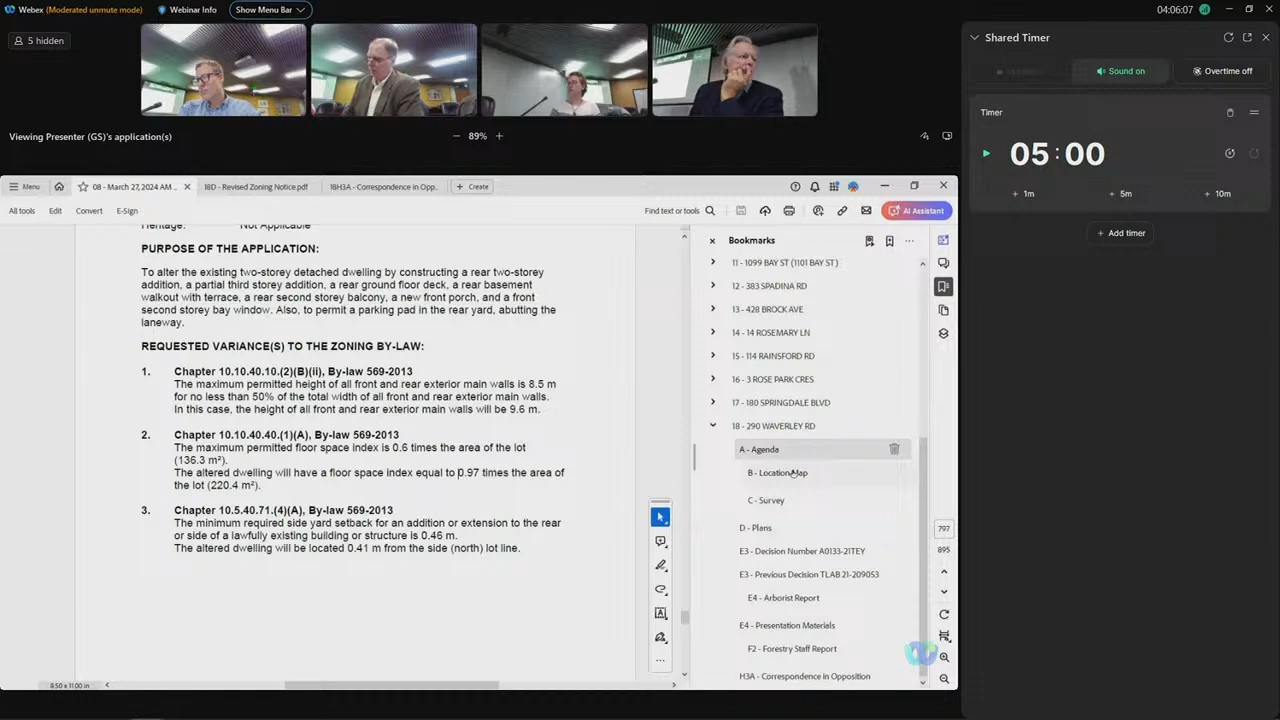 Webex (Moderated unmute mode)
Webinar Info
Show Menu Bar
04:06:07
5 hidden
Shared Timer
Sound on
Overtime off
Timer
05:00
+ 1m
+ 5m
+ 10m
+ Add timer
Viewing Presenter (GS)'s application(s)
— 89% +
Menu
08 - March 27, 2024 AM ...
18D - Revised Zoning Notice.pdf
18H3A - Correspondence in Opp...
+ Create
All tools
Edit
Convert
E-Sign
Find text or tools
AI Assistant
Heritage: Not Applicable
PURPOSE OF THE APPLICATION:
To alter the existing two-storey detached dwelling by constructing a rear two-storey
addition, a partial third storey addition, a rear ground floor deck, a rear basement
walkout with terrace, a rear second storey balcony, a new front porch, and a front
second storey bay window. Also, to permit a parking pad in the rear yard, abutting the
laneway.
REQUESTED VARIANCE(S) TO THE ZONING BY-LAW:
1. Chapter 10.10.40.10.(2)(B)(ii), By-law 569-2013
The maximum permitted height of all front and rear exterior main walls is 8.5 m
for no less than 50% of the total width of all front and rear exterior main walls.
In this case, the height of all front and rear exterior main walls will be 9.6 m.
2. Chapter 10.10.40.40.(1)(A), By-law 569-2013
The maximum permitted floor space index is 0.6 times the area of the lot
(136.3 m²).
The altered dwelling will have a floor space index equal to 0.97 times the area of
the lot (220.4 m²).
3. Chapter 10.5.40.71.(4)(A), By-law 569-2013
The minimum required side yard setback for an addition or extension to the rear
or side of a lawfully existing building or structure is 0.46 m.
The altered dwelling will be located 0.41 m from the side (north) lot line.
8.50 x 11.00 in
Bookmarks
11 - 1099 BAY ST (1101 BAY ST )
12 - 383 SPADINA RD
13 - 428 BROCK AVE
14 - 14 ROSEMARY LN
15 - 114 RAINSFORD RD
16 - 3 ROSE PARK CRES
17 - 180 SPRINGDALE BLVD
18 - 290 WAVERLEY RD
A - Agenda
B - Location Map
C - Survey
D - Plans
E3 - Decision Number A0133-21TEY
E3 - Previous Decision TLAB 21-209053
E4 - Arborist Report
E4 - Presentation Materials
F2 - Forestry Staff Report
H3A - Correspondence in Opposition
797
895